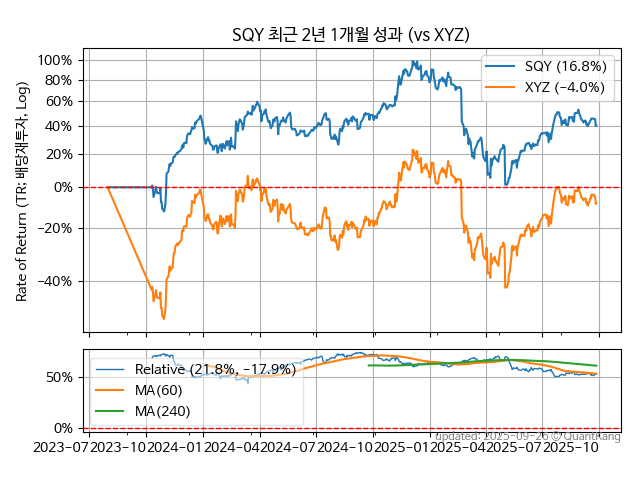 SQY 최근 2년 1개월 성과 (vs XYZ)
Rate of Return (TR: 배당재투자, Log)
100%
80%
60%
40%
20%
0%
−20%
−40%
SQY (16.8%)
XYZ (−4.0%)
50%
0%
Relative (21.8%, −17.9%)
MA(60)
MA(240)
2023-07 2023-10 2024-01 2024-04 2024-07 2024-10 2025-01 2025-04 2025-07 2025-10
updated: 2025-09-26 © QuantKang